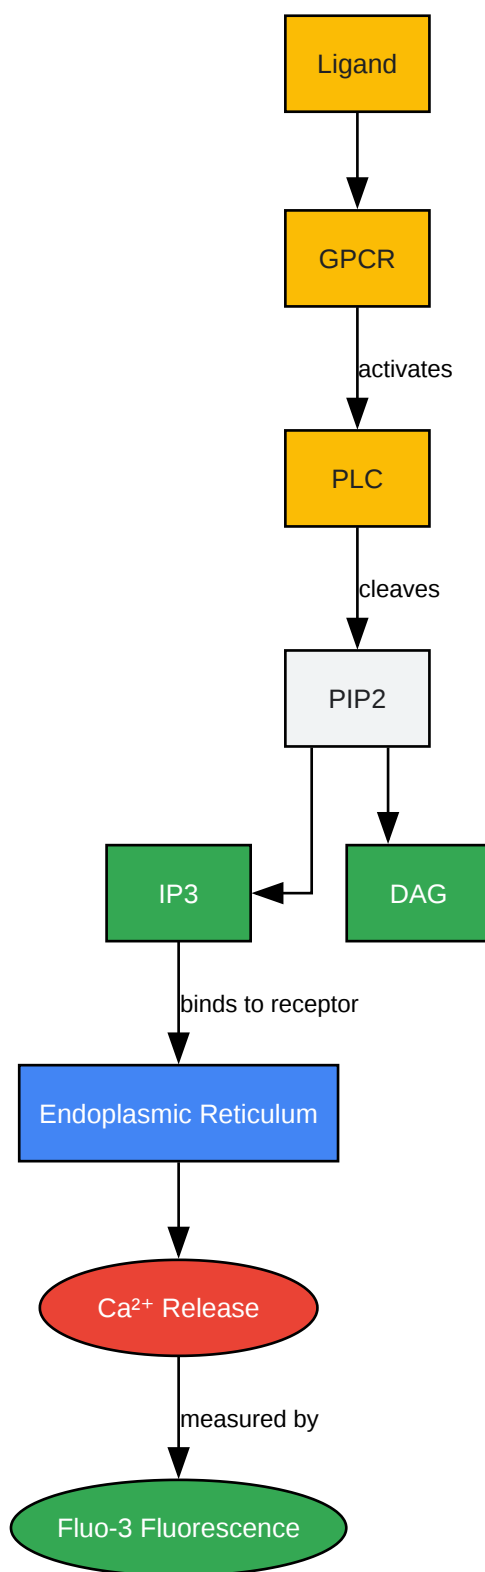 Ligand
GPCR
activates
PLC
cleaves
PIP2
IP3
DAG
binds to receptor
Endoplasmic Reticulum
Ca²⁺ Release
measured by
Fluo-3 Fluorescence